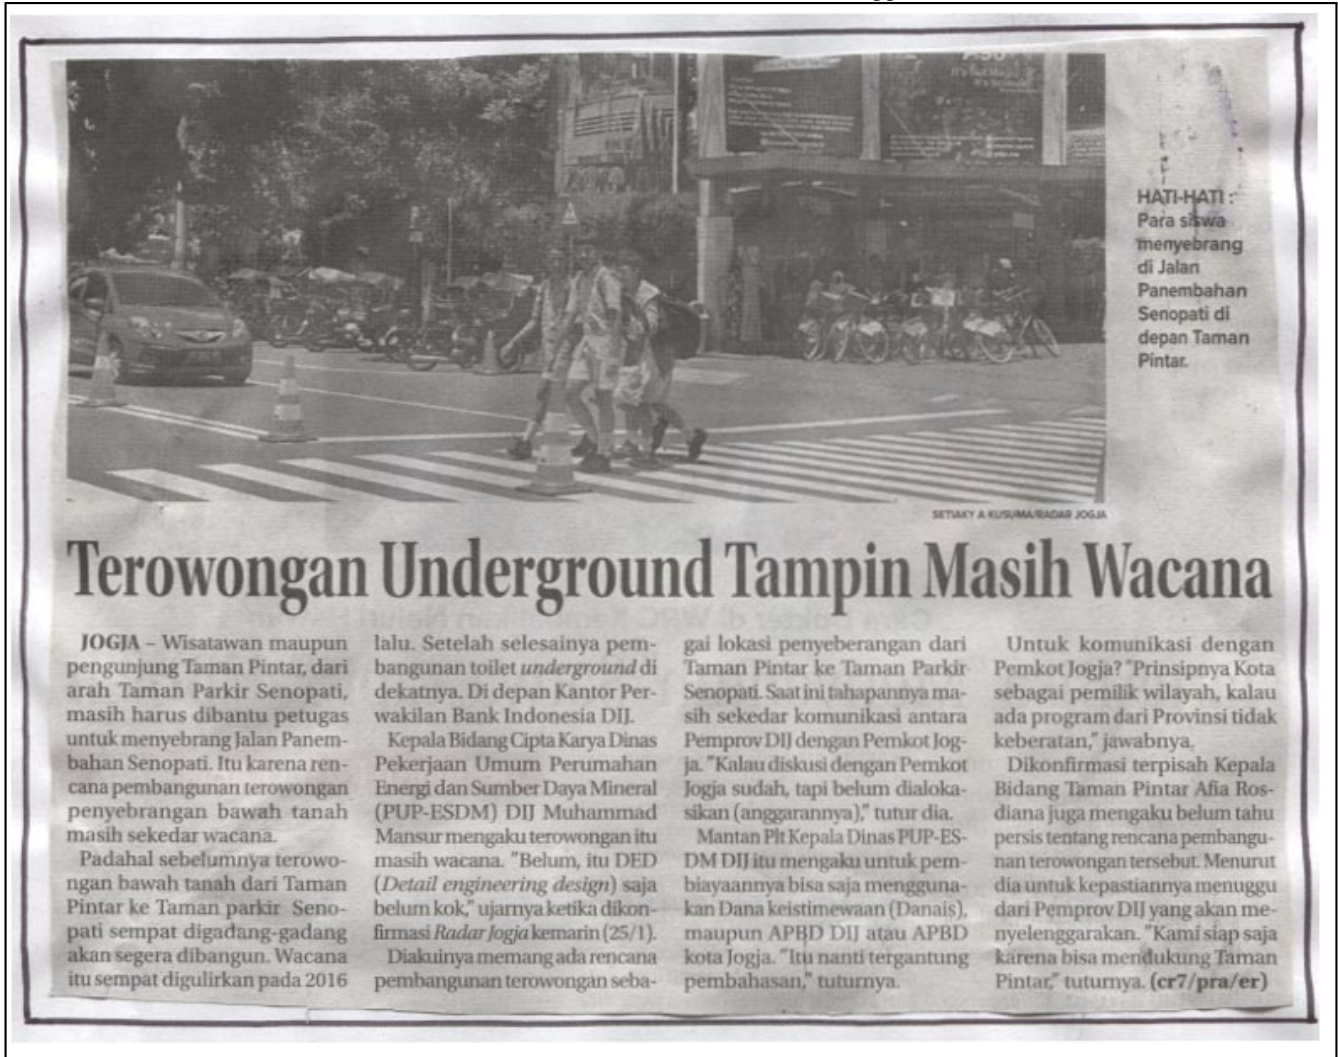 HATI-HATI :
Para siswa
menyebrang
di Jalan
Panembahan
Senopati di
depan Taman
Pintar.
SETIAKY A KUSUMA/RADAR JOGJA
Terowongan Underground Tampin Masih Wacana
JOGJA – Wisatawan maupun
pengunjung Taman Pintar, dari
arah Taman Parkir Senopati,
masih harus dibantu petugas
untuk menyebrang Jalan Panem-
bahan Senopati. Itu karena ren-
cana pembangunan terowongan
penyebrangan bawah tanah
masih sekedar wacana.
Padahal sebelumnya terowo-
ngan bawah tanah dari Taman
Pintar ke Taman parkir Seno-
pati sempat digadang-gadang
akan segera dibangun. Wacana
itu sempat digulirkan pada 2016
lalu. Setelah selesainya pem-
bangunan toilet underground di
dekatnya. Di depan Kantor Per-
wakilan Bank Indonesia DIJ.
Kepala Bidang Cipta Karya Dinas
Pekerjaan Umum Perumahan
Energi dan Sumber Daya Mineral
(PUP-ESDM) DIJ Muhammad
Mansur mengaku terowongan itu
masih wacana. "Belum, itu DED
(Detail engineering design) saja
belum kok," ujarnya ketika dikon-
firmasi Radar Jogja kemarin (25/1).
Diakuinya memang ada rencana
pembangunan terowongan seba-
gai lokasi penyeberangan dari
Taman Pintar ke Taman Parkir
Senopati. Saat ini tahapannya ma-
sih sekedar komunikasi antara
Pemprov DIJ dengan Pemkot Jog-
ja. "Kalau diskusi dengan Pemkot
Jogja sudah, tapi belum dialoka-
sikan (anggarannya)," tutur dia.
Mantan Plt Kepala Dinas PUP-ES-
DM DIJ itu mengaku untuk pem-
biayaannya bisa saja mengguna-
kan Dana keistimewaan (Danais),
maupun APBD DIJ atau APBD
kota Jogja. "Itu nanti tergantung
pembahasan," tuturnya.
Untuk komunikasi dengan
Pemkot Jogja? "Prinsipnya Kota
sebagai pemilik wilayah, kalau
ada program dari Provinsi tidak
keberatan," jawabnya.
Dikonfirmasi terpisah Kepala
Bidang Taman Pintar Afia Ros-
diana juga mengaku belum tahu
persis tentang rencana pembangu-
nan terowongan tersebut. Menurut
dia untuk kepastiannya menuggu
dari Pemprov DIJ yang akan me-
nyelenggarakan. "Kami siap saja
karena bisa mendukung Taman
Pintar," tuturnya. (cr7/pra/er)